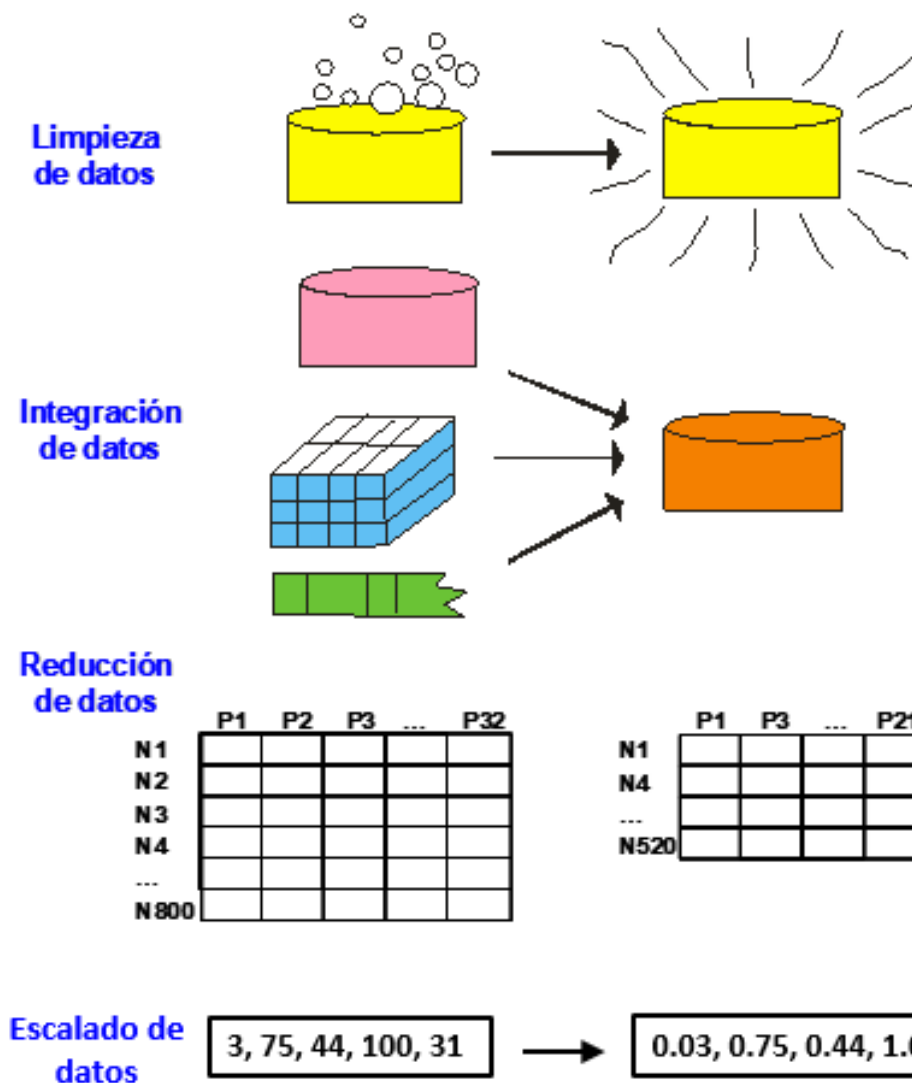 Limpieza
de datos
Integración
de datos
Reducción
de datos
P1 P2 P3 ... P32
N1
N2
N3
N4
...
N800
P1 P3 ... P21
N1
N4
...
N520
Escalado de
datos
3, 75, 44, 100, 31
0.03, 0.75, 0.44, 1.0